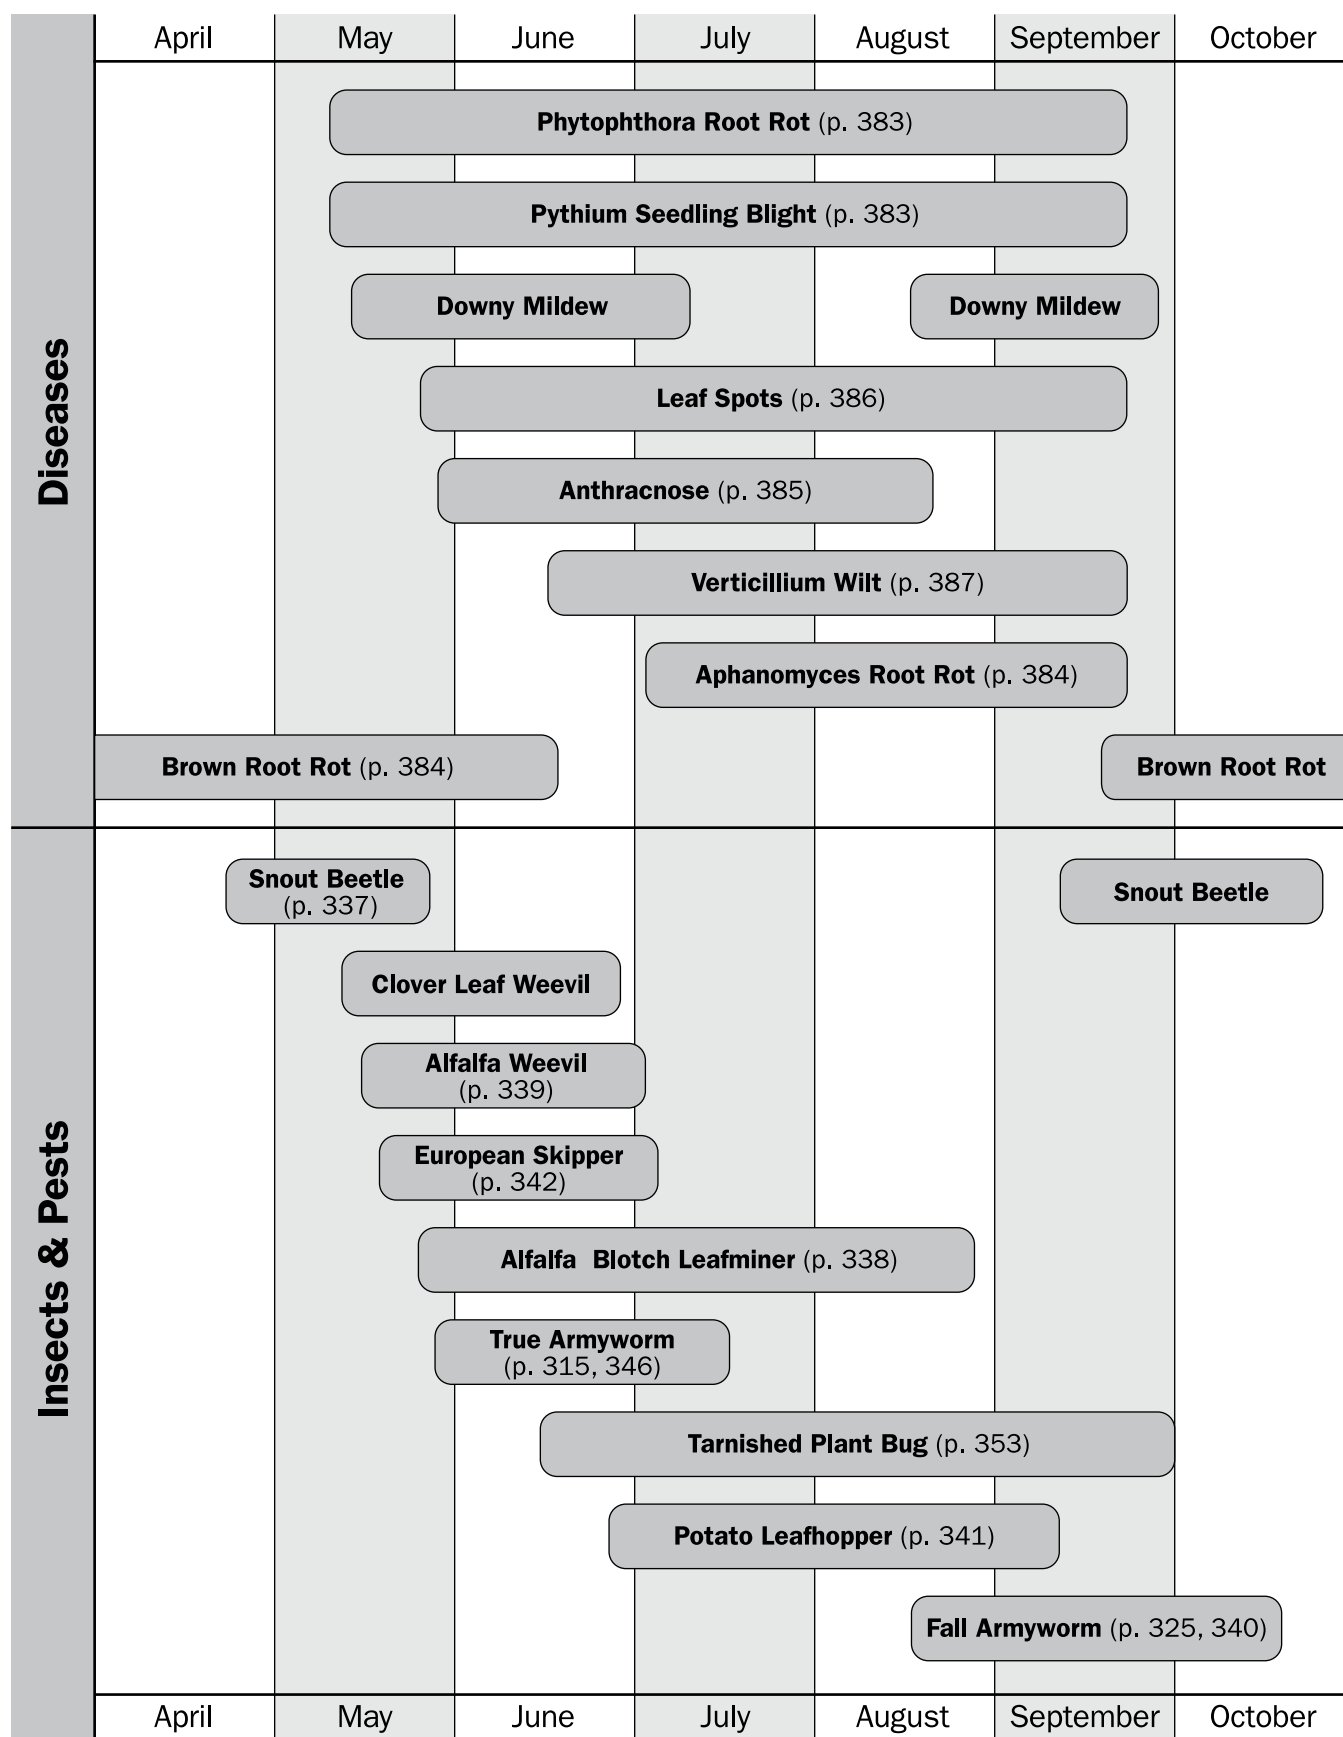 April May June July August September October
Diseases
Phytophthora Root Rot (p. 383)
Pythium Seedling Blight (p. 383)
Downy Mildew Downy Mildew
Leaf Spots (p. 386)
Anthracnose (p. 385)
Verticillium Wilt (p. 387)
Aphanomyces Root Rot (p. 384)
Brown Root Rot (p. 384) Brown Root Rot
Insects & Pests
Snout Beetle
(p. 337)
Snout Beetle
Clover Leaf Weevil
Alfalfa Weevil
(p. 339)
European Skipper
(p. 342)
Alfalfa Blotch Leafminer (p. 338)
True Armyworm
(p. 315, 346)
Tarnished Plant Bug (p. 353)
Potato Leafhopper (p. 341)
Fall Armyworm (p. 325, 340)
April May June July August September October